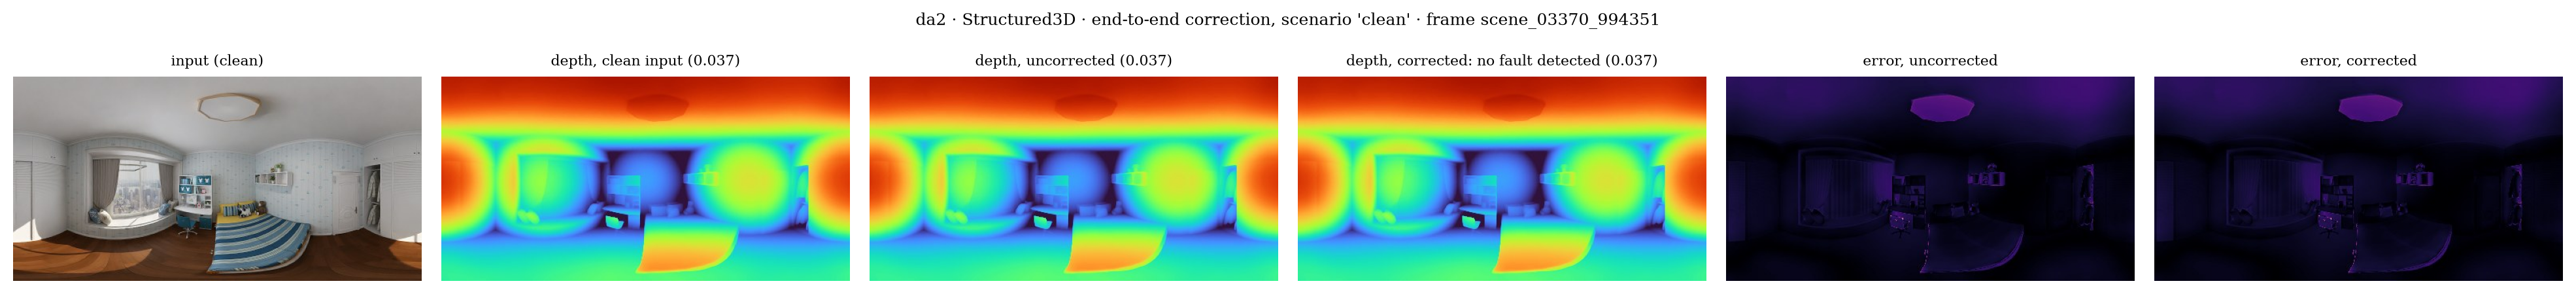 da2 · Structured3D · end-to-end correction, scenario 'clean' · frame scene_03370_994351
input (clean)
depth, clean input (0.037)
depth, uncorrected (0.037)
depth, corrected: no fault detected (0.037)
error, uncorrected
error, corrected